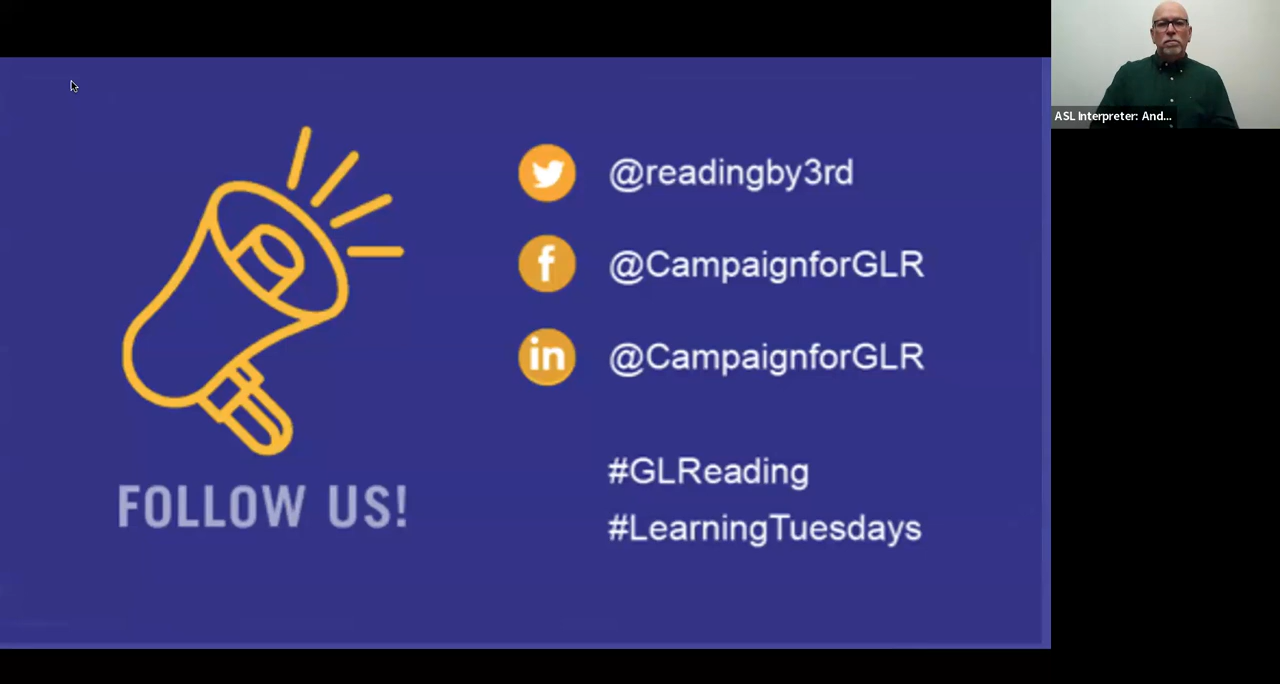 ASL Interpreter: And...
@readingby3rd
@CampaignforGLR
@CampaignforGLR
#GLReading
#LearningTuesdays
FOLLOW US!